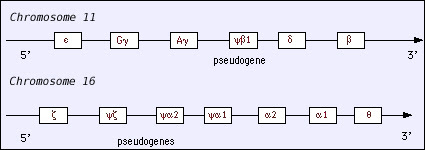 Chromosome 11
ε Gγ Aγ ψβ1 δ β
5' pseudogene 3'
Chromosome 16
ζ ψζ ψα2 ψα1 α2 α1 θ
5' pseudogenes 3'